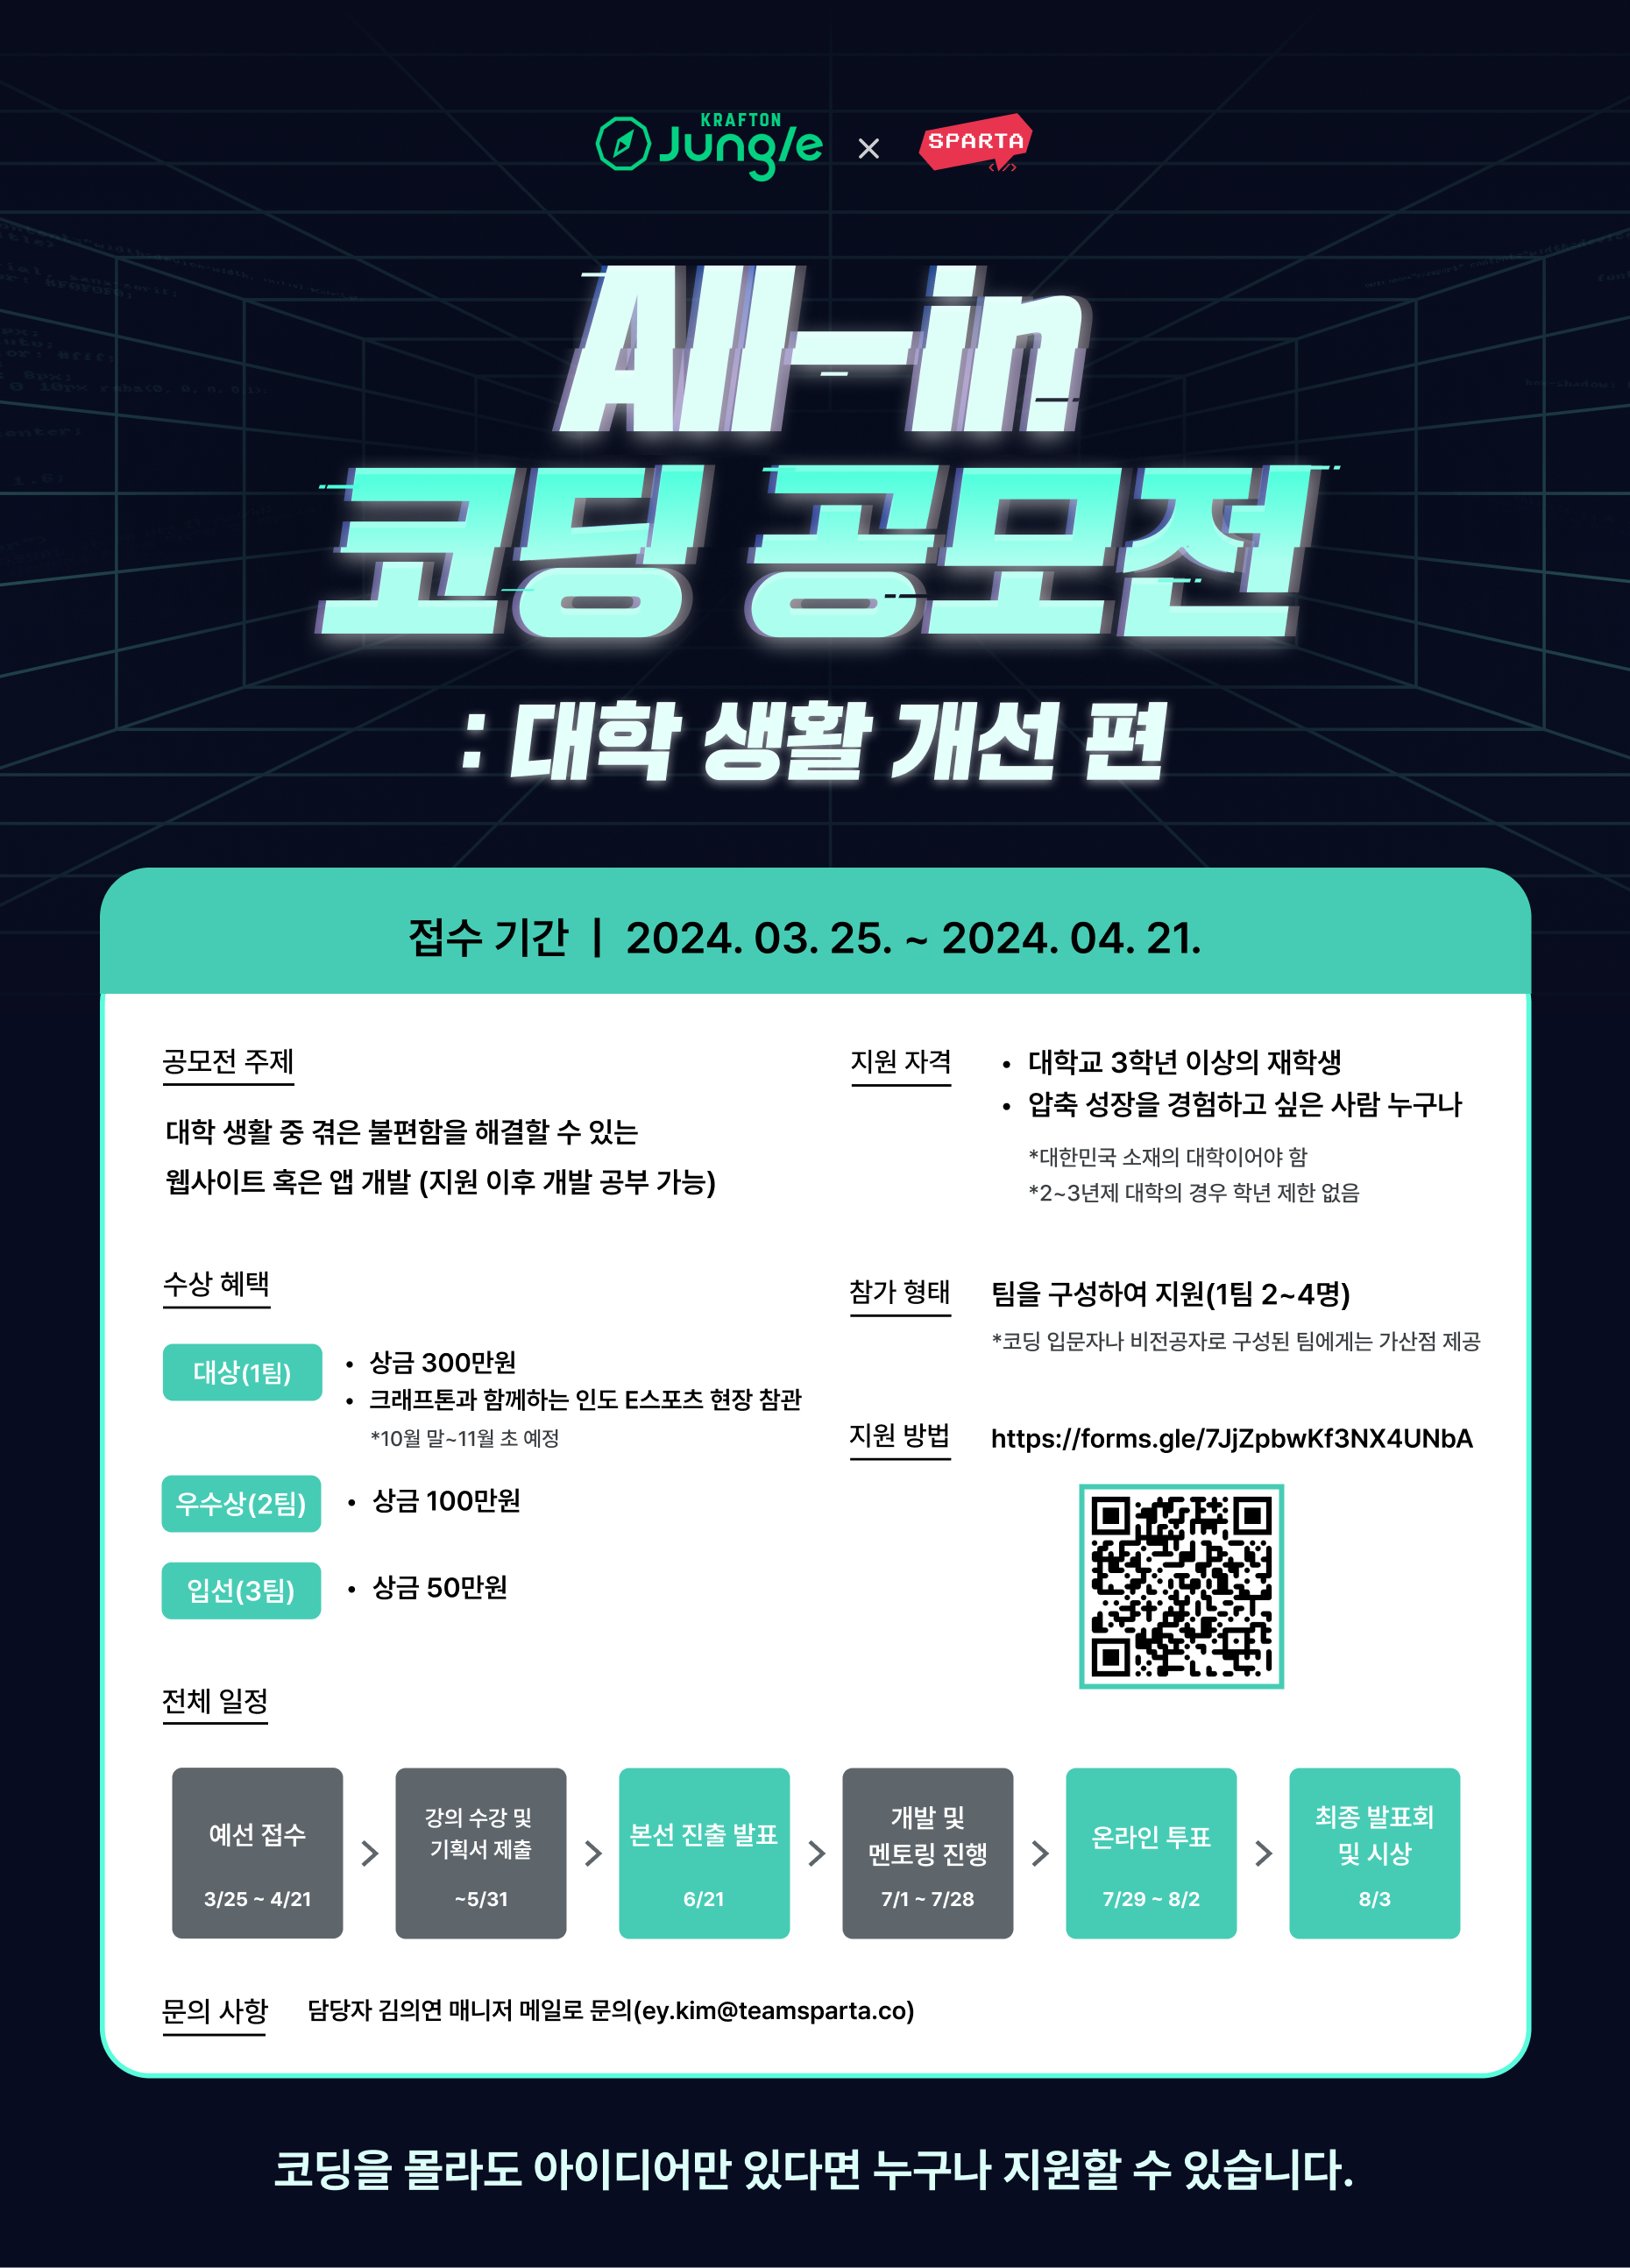 KRAFTON
Jungle × SPARTA
</>
All-in
코딩 공모전
: 대학 생활 개선 편
접수 기간 | 2024. 03. 25. ~ 2024. 04. 21.
공모전 주제
대학 생활 중 겪은 불편함을 해결할 수 있는
웹사이트 혹은 앱 개발 (지원 이후 개발 공부 가능)
수상 혜택
대상(1팀)
• 상금 300만원
• 크래프톤과 함께하는 인도 E스포츠 현장 참관
*10월 말~11월 초 예정
우수상(2팀)
• 상금 100만원
입선(3팀)
• 상금 50만원
지원 자격
• 대학교 3학년 이상의 재학생
• 압축 성장을 경험하고 싶은 사람 누구나
*대한민국 소재의 대학이어야 함
*2~3년제 대학의 경우 학년 제한 없음
참가 형태
팀을 구성하여 지원(1팀 2~4명)
*코딩 입문자나 비전공자로 구성된 팀에게는 가산점 제공
지원 방법
https://forms.gle/7JjZpbwKf3NX4UNbA
전체 일정
예선 접수
3/25 ~ 4/21
강의 수강 및
기획서 제출
~5/31
본선 진출 발표
6/21
개발 및
멘토링 진행
7/1 ~ 7/28
온라인 투표
7/29 ~ 8/2
최종 발표회
및 시상
8/3
문의 사항
담당자 김의연 매니저 메일로 문의(ey.kim@teamsparta.co)
코딩을 몰라도 아이디어만 있다면 누구나 지원할 수 있습니다.